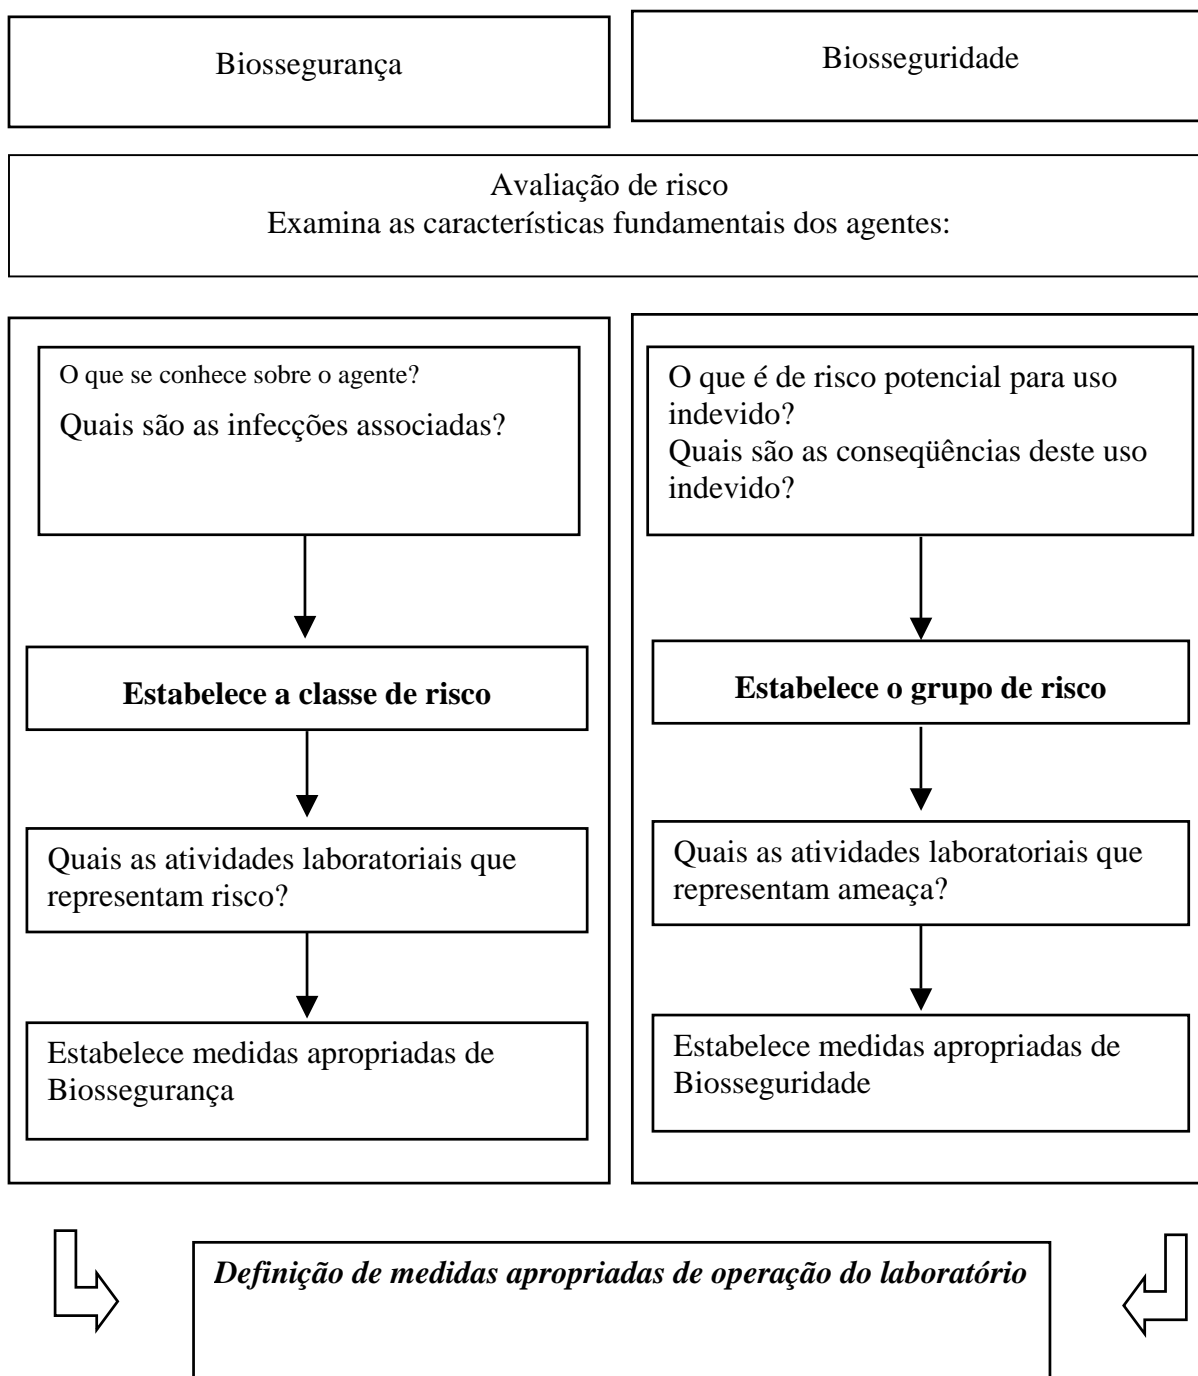 Biossegurança
Biosseguridade
Avaliação de risco
Examina as características fundamentais dos agentes:
O que se conhece sobre o agente?
Quais são as infecções associadas?
Estabelece a classe de risco
Quais as atividades laboratoriais que
representam risco?
Estabelece medidas apropriadas de
Biossegurança
O que é de risco potencial para uso
indevido?
Quais são as conseqüências deste uso
indevido?
Estabelece o grupo de risco
Quais as atividades laboratoriais que
representam ameaça?
Estabelece medidas apropriadas de
Biosseguridade
Definição de medidas apropriadas de operação do laboratório